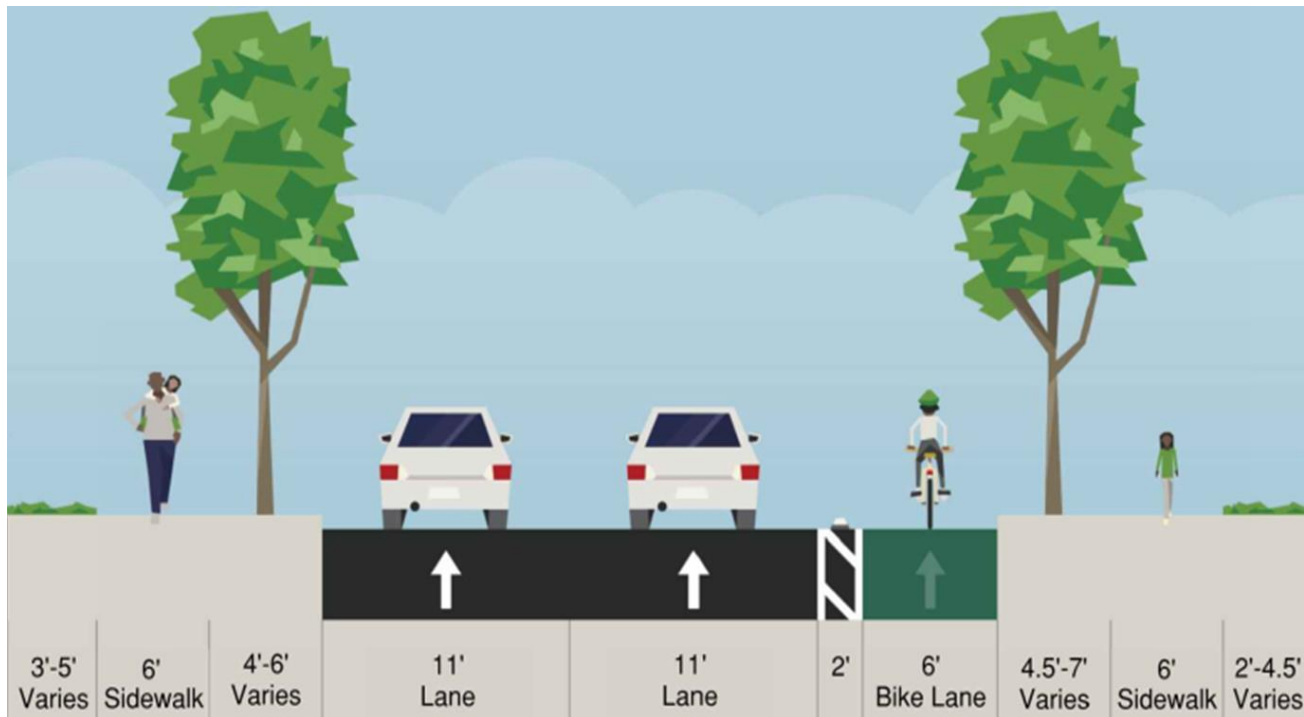 3'-5'
Varies
6'
Sidewalk
4'-6'
Varies
11'
Lane
11'
Lane
2'
6'
Bike Lane
4.5'-7'
Varies
6'
Sidewalk
2'-4.5'
Varies